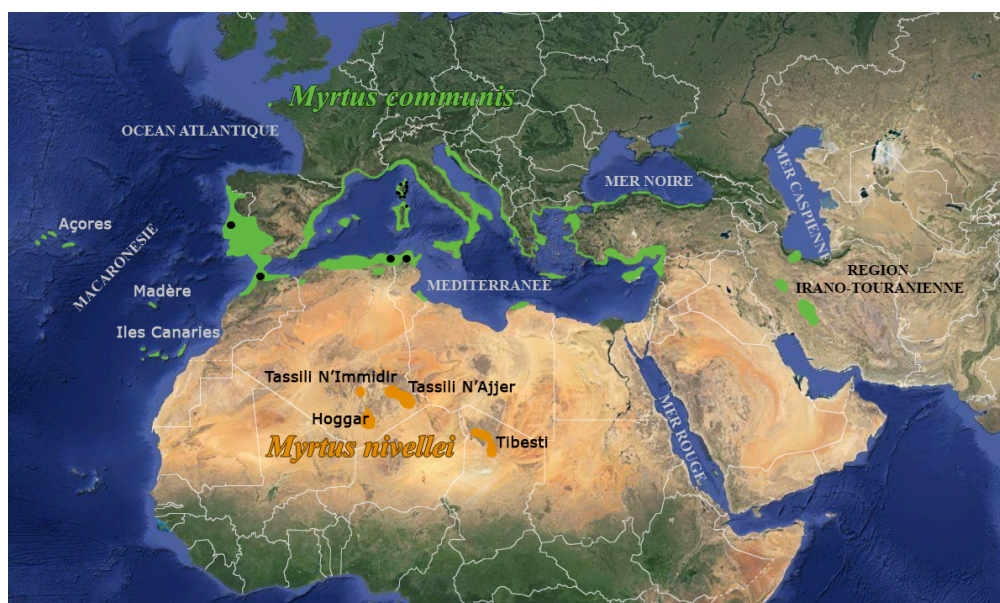 Myrtus communis
OCEAN ATLANTIQUE
MER NOIRE
MER CASPIENNE
Açores
MACARONESIE
REGION
IRANO-TOURANIENNE
Madère
MEDITERRANEE
Iles Canaries
Tassili N'Immidir
Tassili N'Ajjer
Hoggar
Myrtus nivellei
Tibesti
MER ROUGE